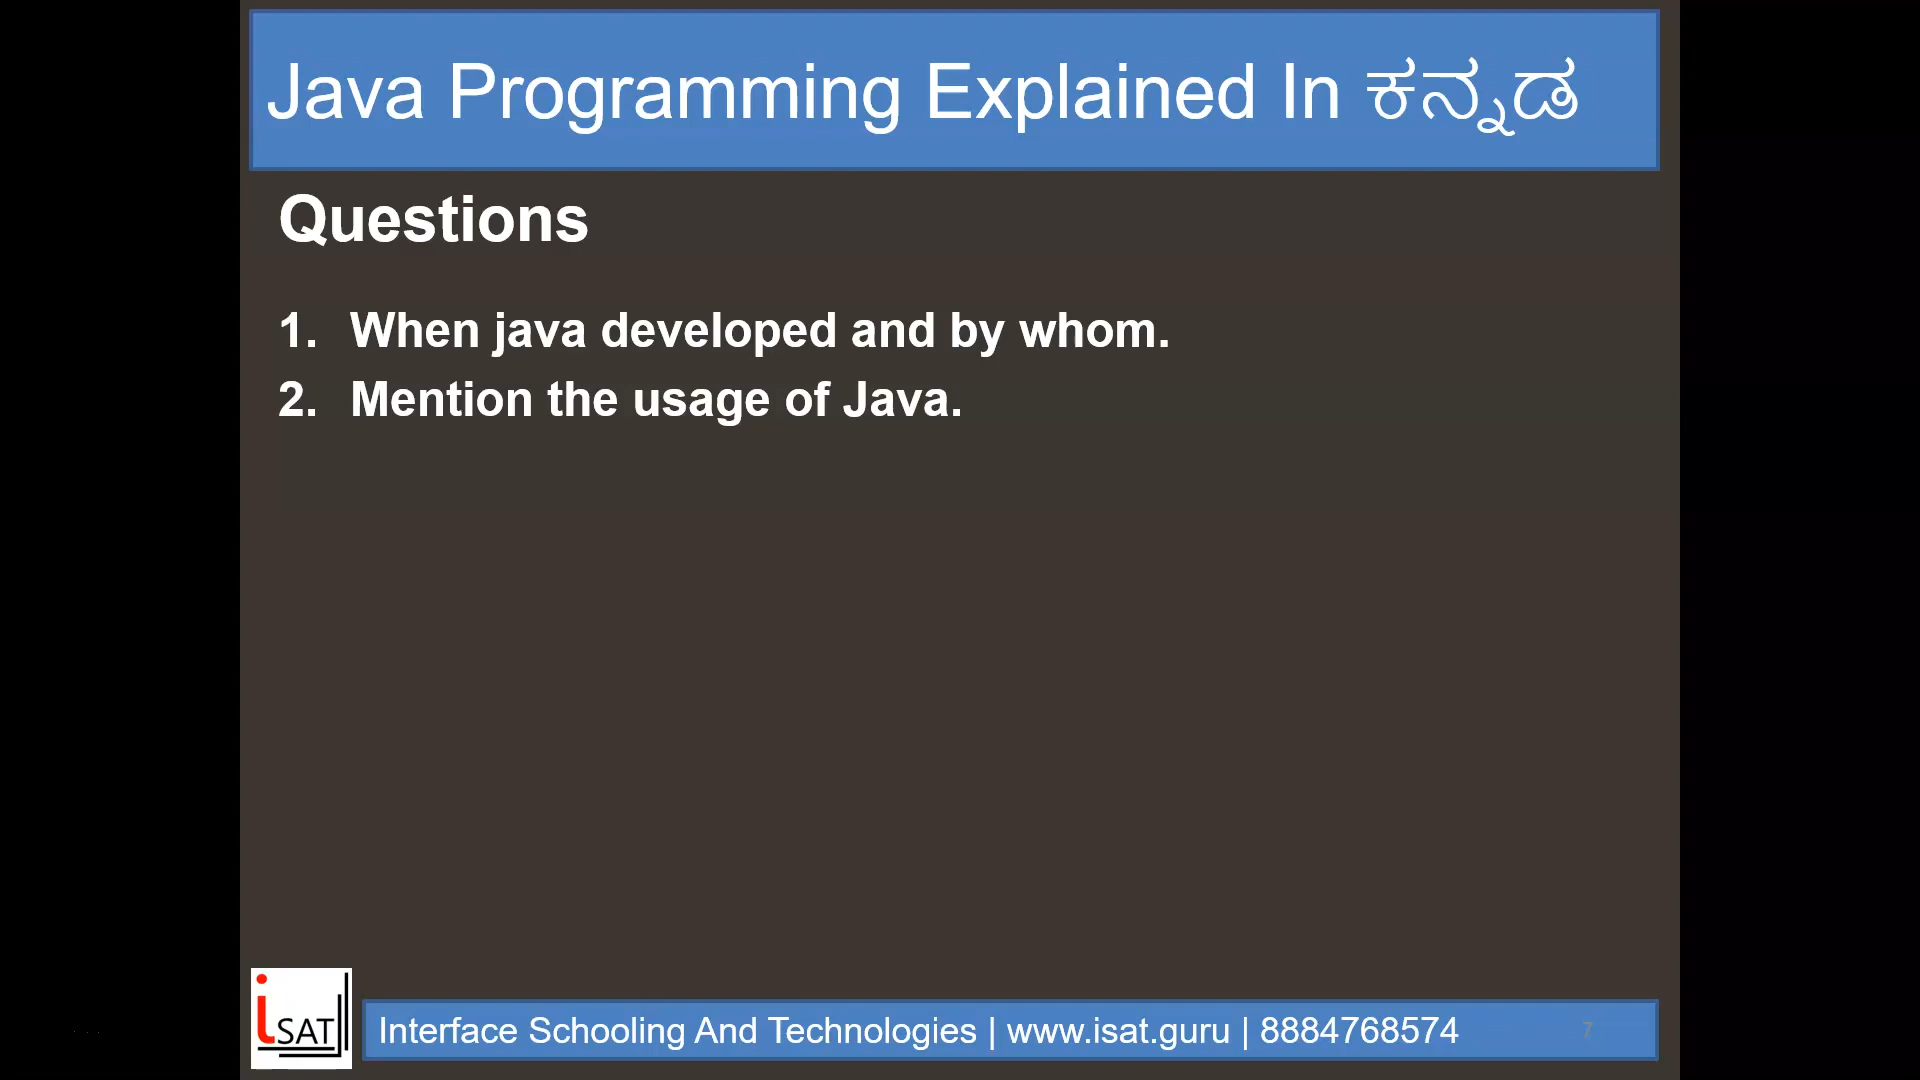 Java Programming Explained In ಕನ್ನಡ
Questions
1. When java developed and by whom.
2. Mention the usage of Java.
iSAT
Interface Schooling And Technologies | www.isat.guru | 8884768574
7